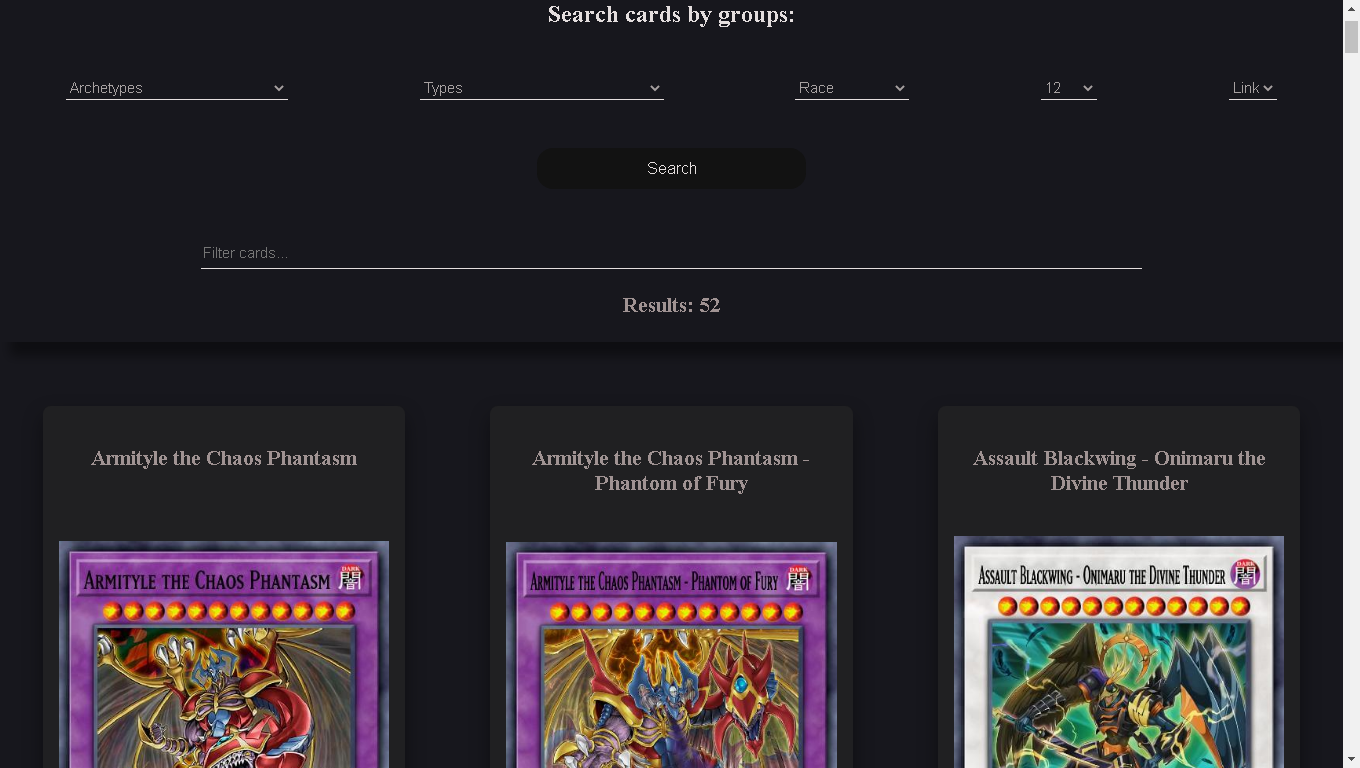 Search cards by groups:
Archetypes Types Race 12 Link
Search
Filter cards...
Results: 52
Armityle the Chaos Phantasm
Armityle the Chaos Phantasm -
Phantom of Fury
Assault Blackwing - Onimaru the
Divine Thunder
Armityle the Chaos Phantasm
DARK
闇
Armityle the Chaos Phantasm - Phantom of Fury
DARK
闇
Assault Blackwing - Onimaru the Divine Thunder
DARK
闇